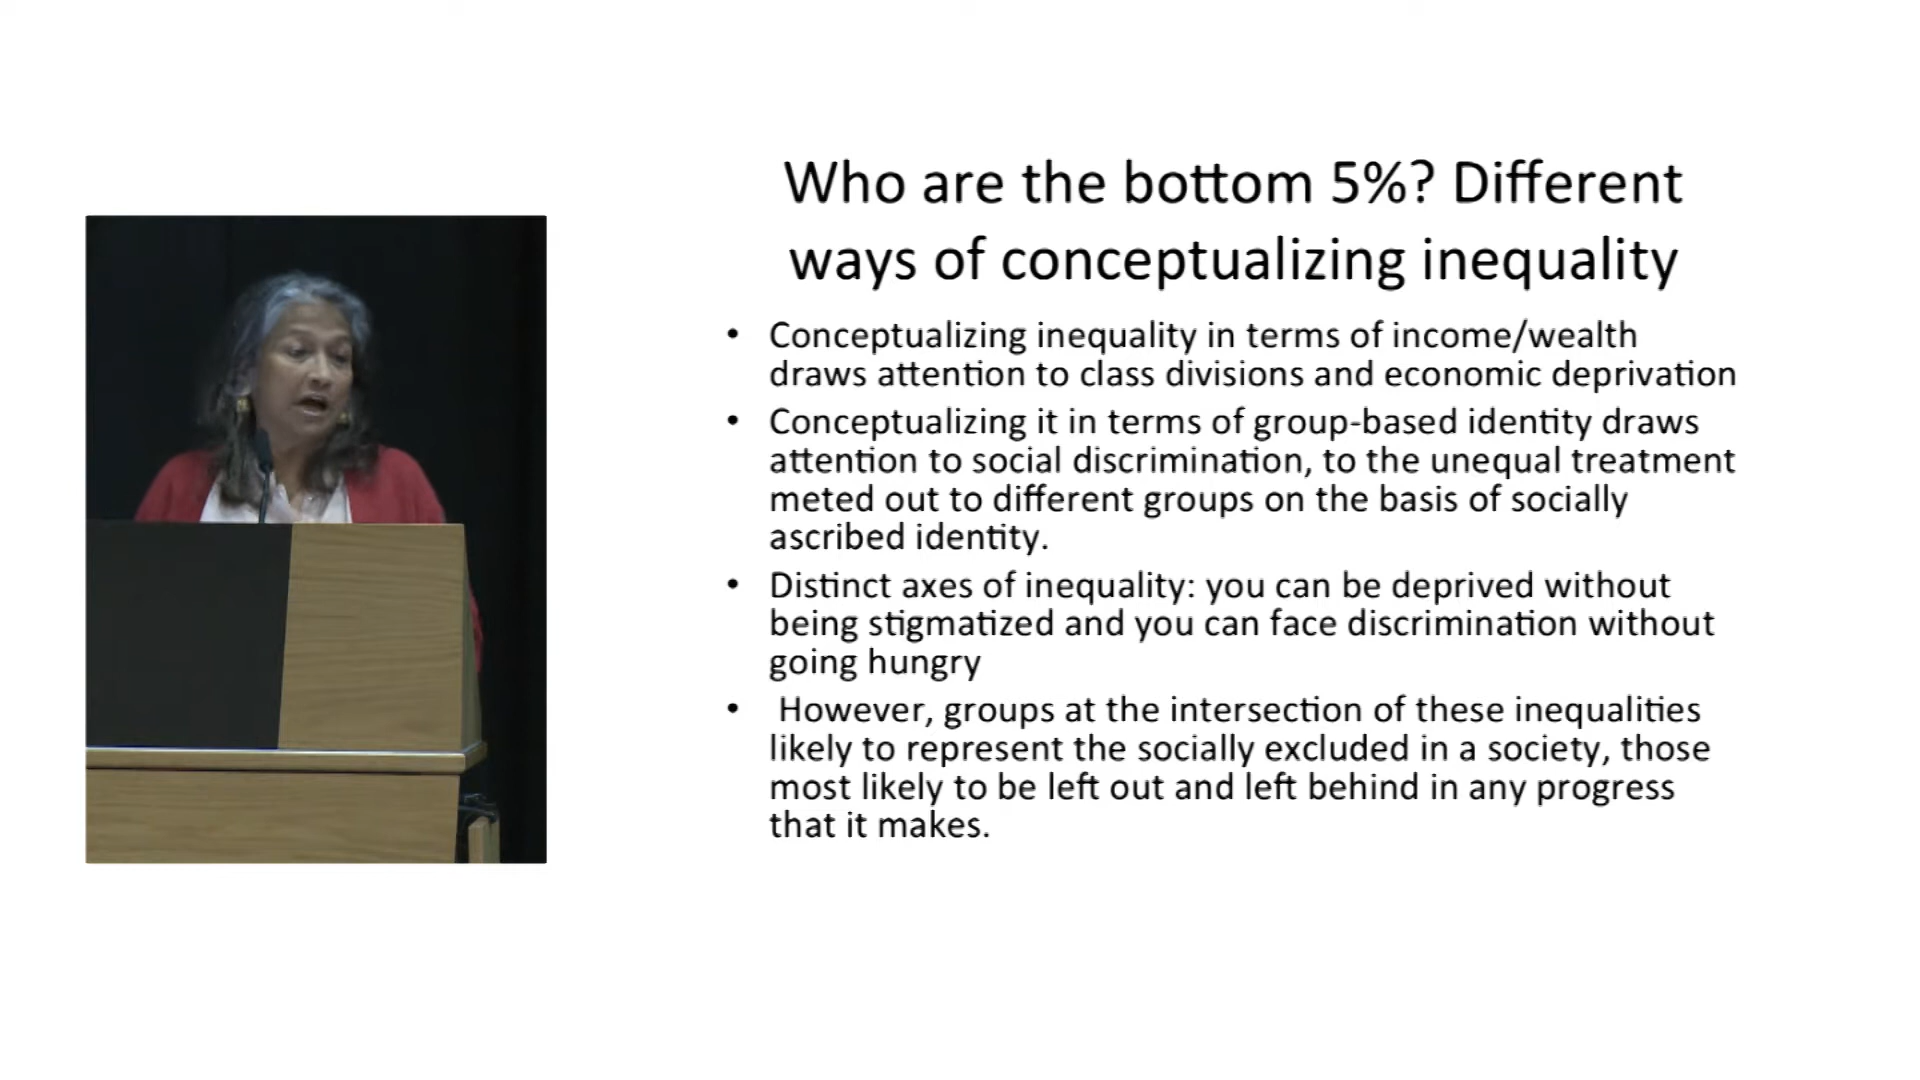 Who are the bottom 5%? Different
ways of conceptualizing inequality
• Conceptualizing inequality in terms of income/wealth
draws attention to class divisions and economic deprivation
• Conceptualizing it in terms of group-based identity draws
attention to social discrimination, to the unequal treatment
meted out to different groups on the basis of socially
ascribed identity.
• Distinct axes of inequality: you can be deprived without
being stigmatized and you can face discrimination without
going hungry
• However, groups at the intersection of these inequalities
likely to represent the socially excluded in a society, those
most likely to be left out and left behind in any progress
that it makes.